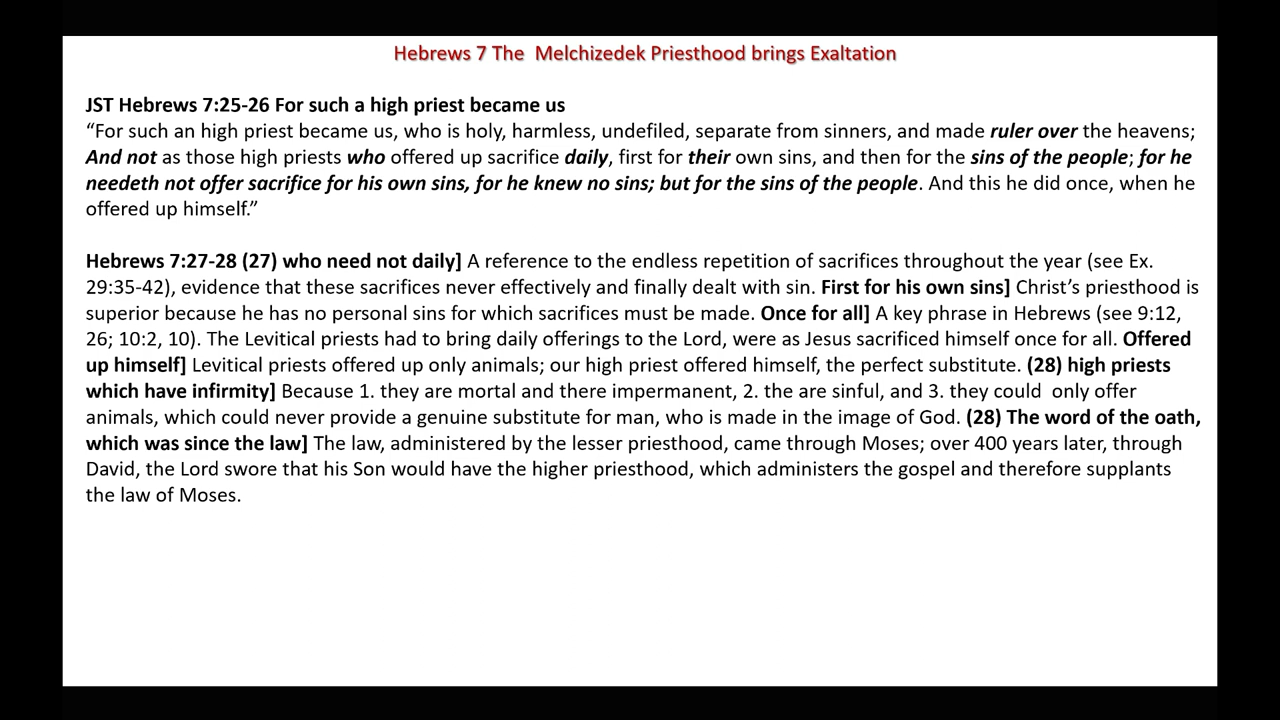 Hebrews 7 The  Melchizedek Priesthood brings Exaltation
JST Hebrews 7:25-26 For such a high priest became us
“For such an high priest became us, who is holy, harmless, undefiled, separate from sinners, and made ruler over the heavens;
And not as those high priests who offered up sacrifice daily, first for their own sins, and then for the sins of the people; for he
needeth not offer sacrifice for his own sins, for he knew no sins; but for the sins of the people. And this he did once, when he
offered up himself.”
Hebrews 7:27-28 (27) who need not daily] A reference to the endless repetition of sacrifices throughout the year (see Ex.
29:35-42), evidence that these sacrifices never effectively and finally dealt with sin. First for his own sins] Christ’s priesthood is
superior because he has no personal sins for which sacrifices must be made. Once for all] A key phrase in Hebrews (see 9:12,
26; 10:2, 10). The Levitical priests had to bring daily offerings to the Lord, were as Jesus sacrificed himself once for all. Offered
up himself] Levitical priests offered up only animals; our high priest offered himself, the perfect substitute. (28) high priests
which have infirmity] Because 1. they are mortal and there impermanent, 2. the are sinful, and 3. they could  only offer
animals, which could never provide a genuine substitute for man, who is made in the image of God. (28) The word of the oath,
which was since the law] The law, administered by the lesser priesthood, came through Moses; over 400 years later, through
David, the Lord swore that his Son would have the higher priesthood, which administers the gospel and therefore supplants
the law of Moses.